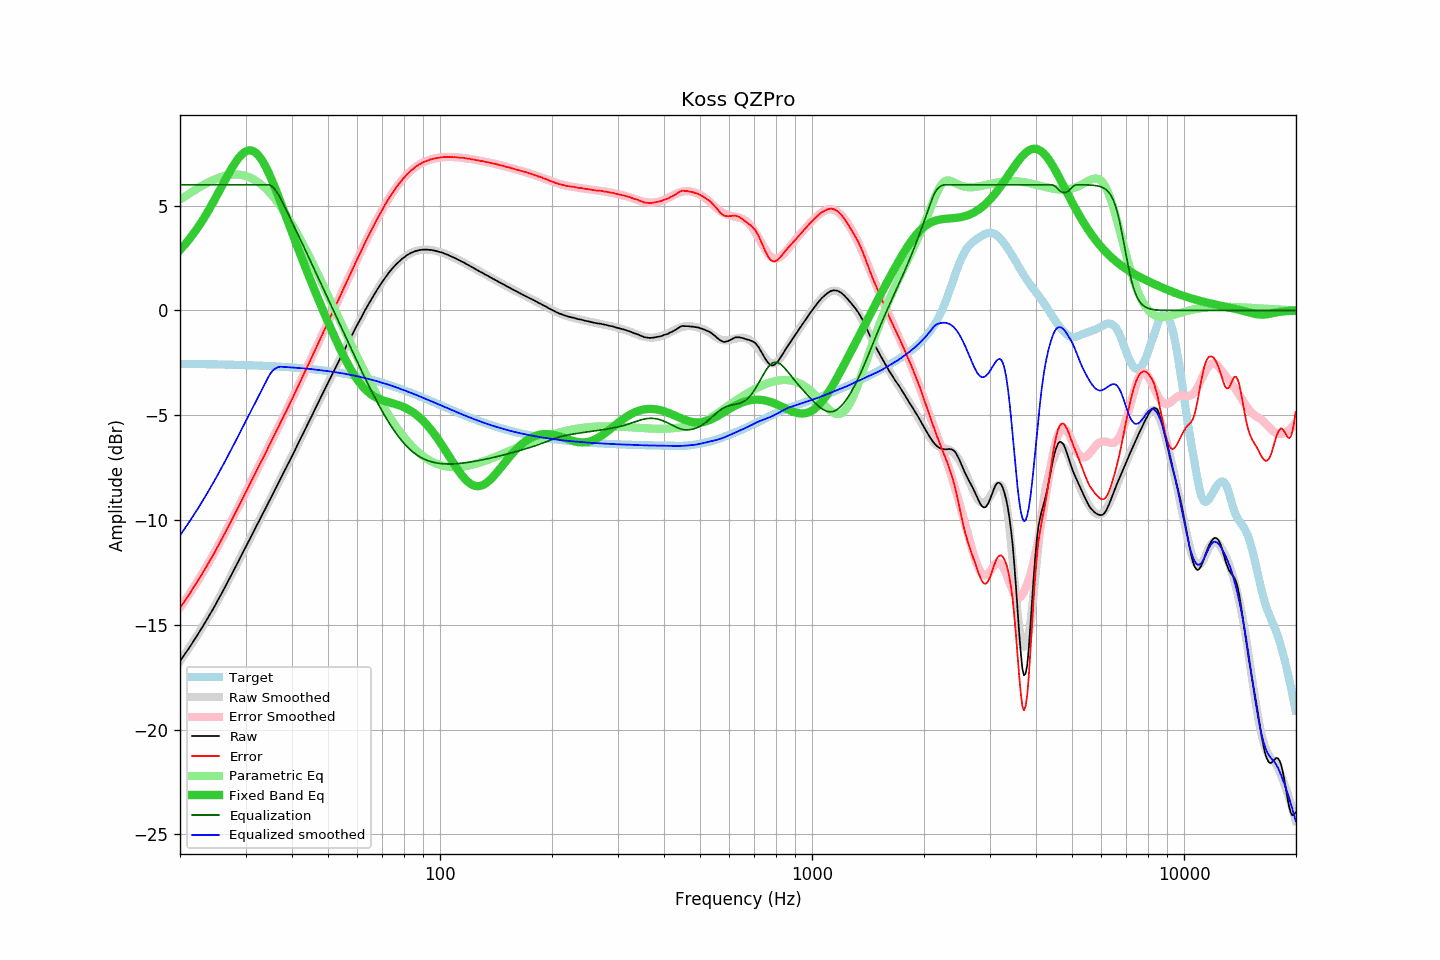 Koss QZPro
Amplitude (dBr)
5
0
−5
−10
−15
−20
−25
Target
Raw Smoothed
Error Smoothed
Raw
Error
Parametric Eq
Fixed Band Eq
Equalization
Equalized smoothed
100
1000
10000
Frequency (Hz)